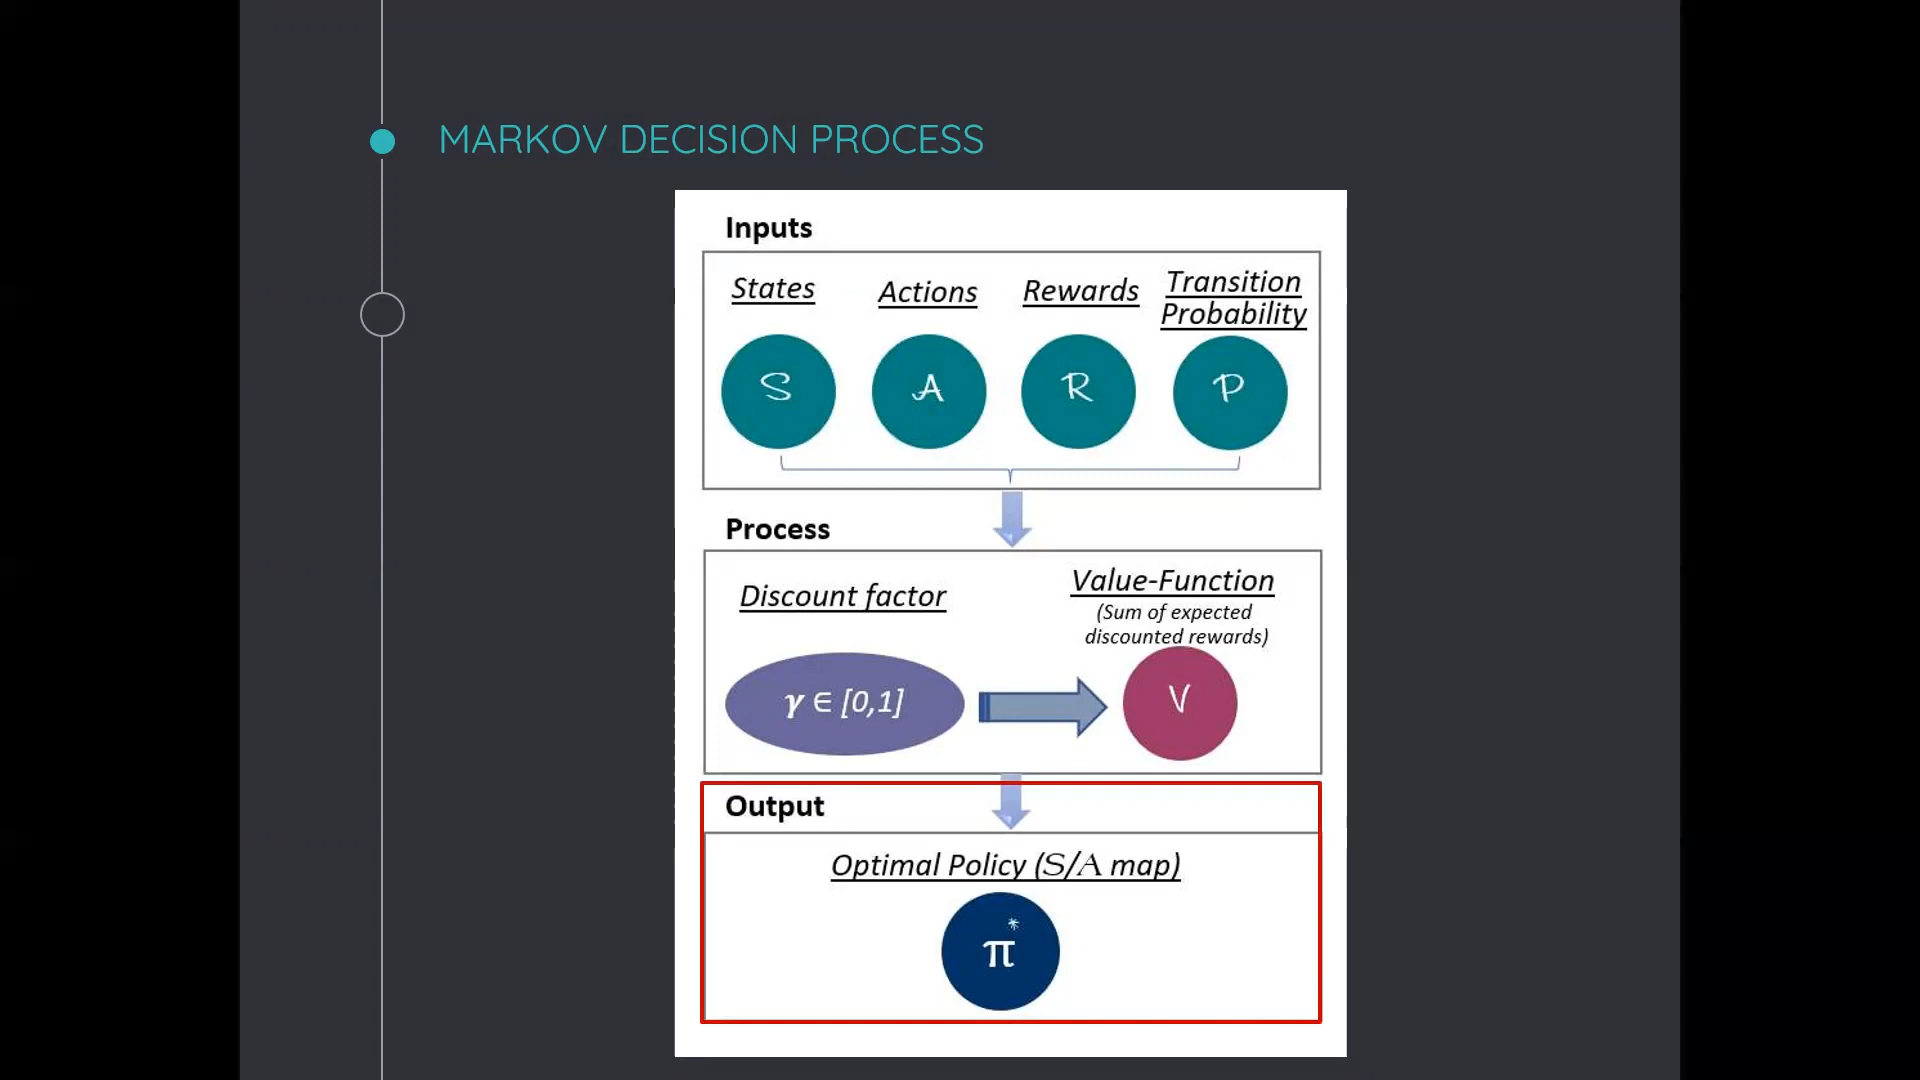 MARKOV DECISION PROCESS
Inputs
States Actions Rewards Transition Probability
S A R P
Process
Discount factor Value-Function
(Sum of expected
discounted rewards)
γ ∈ [0,1] V
Output
Optimal Policy (S/A map)
π*